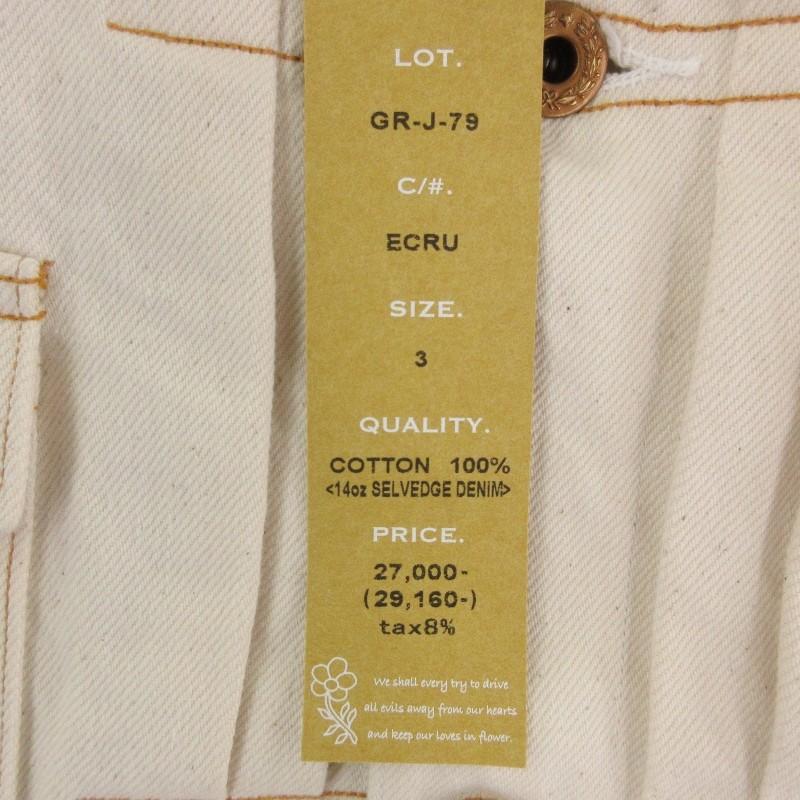 LOT.
GR-J-79
C/#.
ECRU
SIZE.
3
QUALITY.
COTTON 100%
<14oz SELVEDGE DENIM>
PRICE.
27,000-
(29,160-)
tax8%
We shall every try to drive
all evils away from our hearts
and keep our loves in flower.